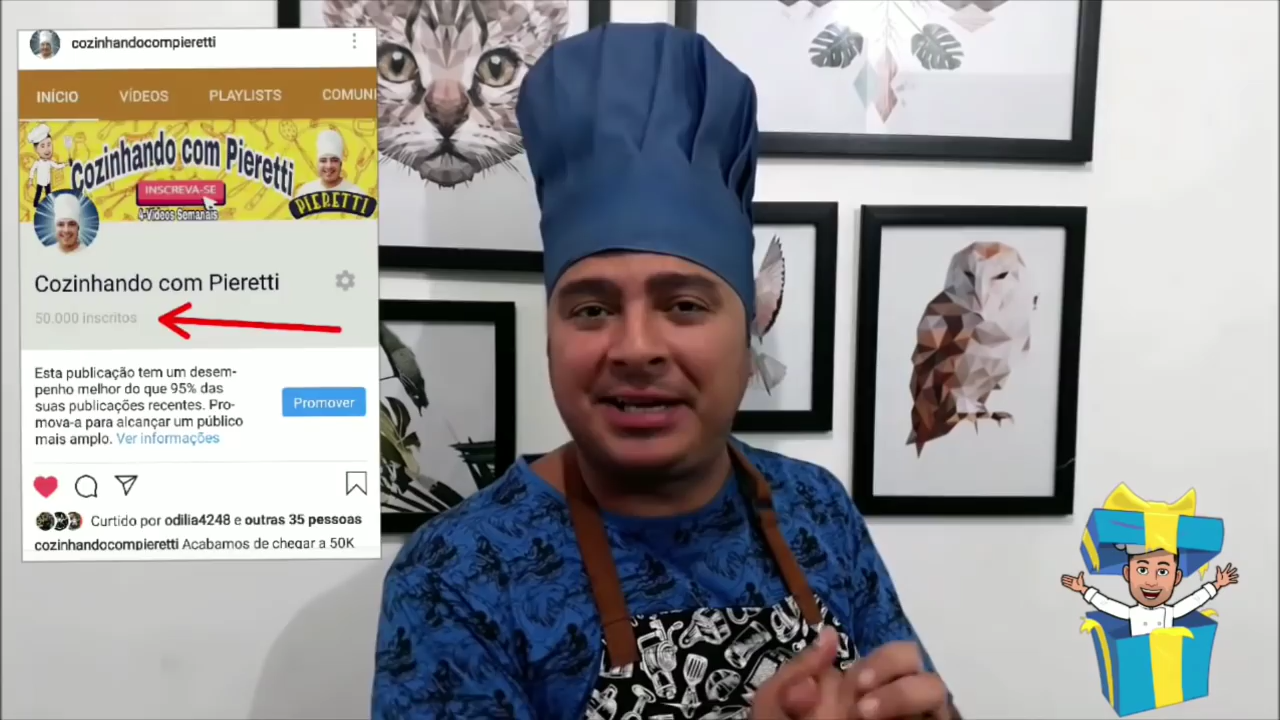 cozinhandocompieretti
INÍCIO VÍDEOS PLAYLISTS COMUNI
Cozinhando com Pieretti
INSCREVA-SE
4-Vídeos Semanais
PIERETTI
Cozinhando com Pieretti
50.000 inscritos
Esta publicação tem um desem-
penho melhor do que 95% das
suas publicações recentes. Pro-
mova-a para alcançar um público
mais amplo. Ver informações
Promover
Curtido por odilia4248 e outras 35 pessoas
cozinhandocompieretti Acabamos de chegar a 50K